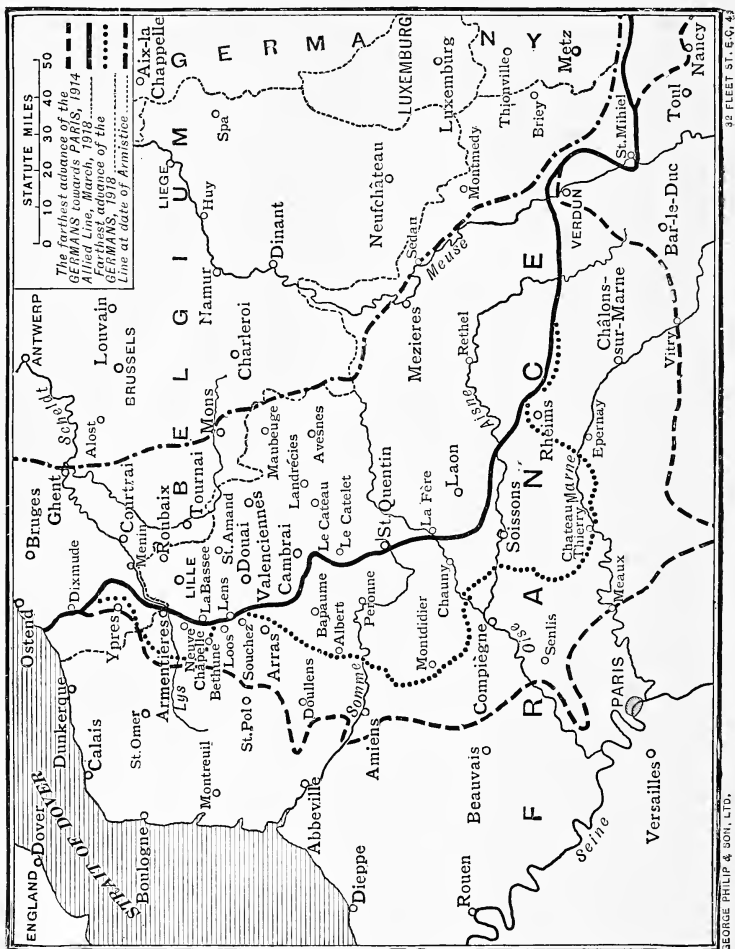 ENGLAND
Dover
STRAIT OF DOVER
Ostend
Bruges
ANTWERP
Scheldt
Ghent
Dixmude
Dunkerque
Calais
Alost
Louvain
BRUSSELS
Courtrai
Menin
Roubaix
Ypres
St. Omer
Boulogne
Armentières
LILLE
Tournai
Lys
Neuve
Chapelle
La Bassee
Bethune
Loos
Lens
St. Amand
Souchez
Douai
Valenciennes
Mons
Montreuil
St. Pol
Arras
Cambrai
Maubeuge
Landrécies
Avesnes
Le Cateau
Le Catelet
Charleroi
Namur
Huy
LIEGE
Aix-la
Chappelle
Spa
Dinant
BELGIUM
GERMANY
Abbeville
Doullens
Bapaume
Albert
Peronne
Somme
Amiens
St. Quentin
Dieppe
Montdidier
Chauny
La Fère
Laon
Mezieres
Sedan
Meuse
Neufchâteau
LUXEMBURG
Luxemburg
Montmedy
Thionville
Briey
Metz
Rouen
Beauvais
Compiègne
Oise
Senlis
Soissons
Aisne
Rethel
Rheims
FRANCE
Seine
PARIS
Versailles
Meaux
Chateau
Thierry
Marne
Epernay
Châlons-
sur-Marne
Vitry
VERDUN
St. Mihiel
Bar-le-Duc
Toul
Nancy
STATUTE MILES
0 10 20 30 40 50
The farthest advance of the
GERMANS towards PARIS, 1914
Allied Line, March, 1918
Farthest advance of the
GERMANS, 1918
Line at date of Armistice
GEORGE PHILIP & SON, LTD.
32 FLEET ST. E.C. 4